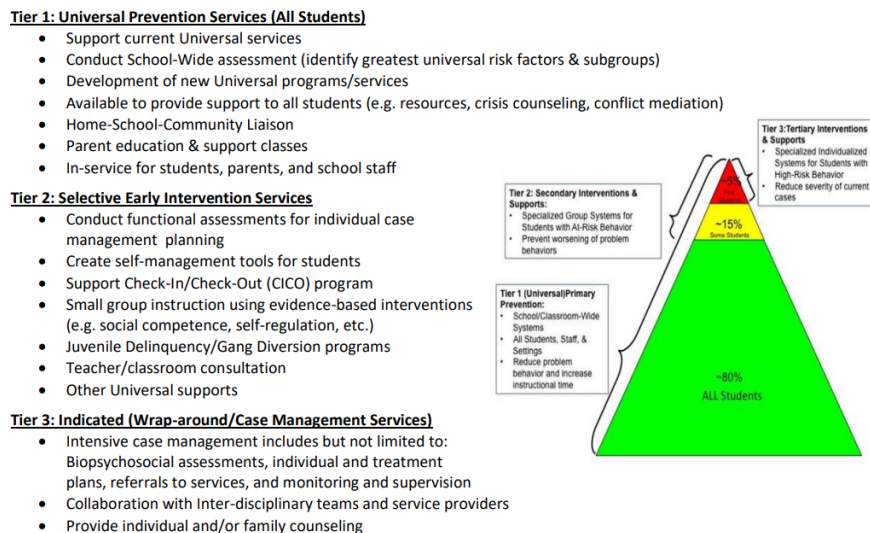 Tier 1: Universal Prevention Services (All Students)
• Support current Universal services
• Conduct School-Wide assessment (identify greatest universal risk factors & subgroups)
• Development of new Universal programs/services
• Available to provide support to all students (e.g. resources, crisis counseling, conflict mediation)
• Home-School-Community Liaison
• Parent education & support classes
• In-service for students, parents, and school staff
Tier 2: Selective Early Intervention Services
• Conduct functional assessments for individual case
management planning
• Create self-management tools for students
• Support Check-In/Check-Out (CICO) program
• Small group instruction using evidence-based interventions
(e.g. social competence, self-regulation, etc.)
• Juvenile Delinquency/Gang Diversion programs
• Teacher/classroom consultation
• Other Universal supports
Tier 3: Indicated (Wrap-around/Case Management Services)
• Intensive case management includes but not limited to:
Biopsychosocial assessments, individual and treatment
plans, referrals to services, and monitoring and supervision
• Collaboration with Inter-disciplinary teams and service providers
• Provide individual and/or family counseling
Tier 3:Tertiary Interventions
& Supports
• Specialized Individualized
Systems for Students with
High-Risk Behavior
• Reduce severity of current
cases
Tier 2: Secondary Interventions &
Supports:
• Specialized Group Systems for
Students with At-Risk Behavior
• Prevent worsening of problem
behaviors
Tier 1 (Universal)Primary
Prevention:
• School/Classroom-Wide
Systems
• All Students, Staff, &
Settings
• Reduce problem
behavior and increase
instructional time
~5%
Students
~15%
Some Students
~80%
ALL Students